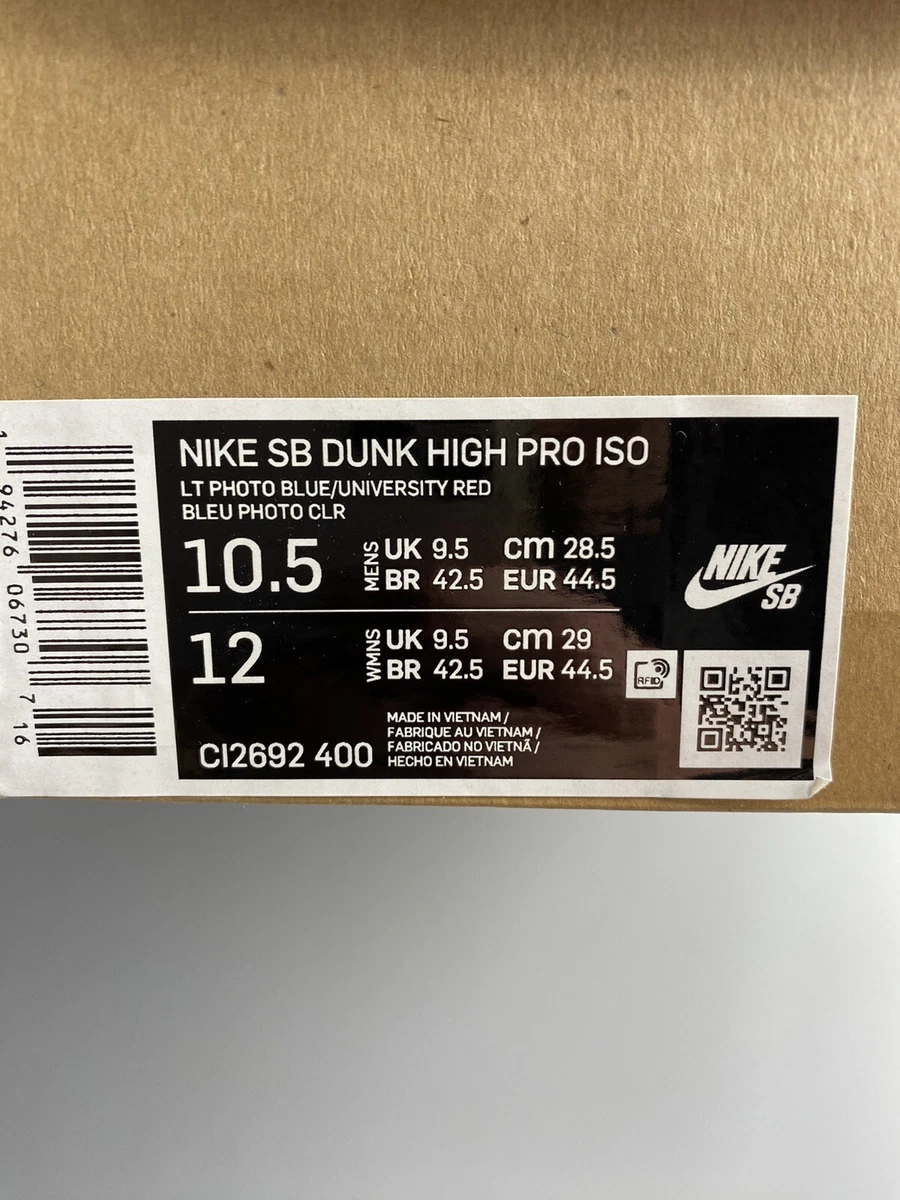 NIKE SB DUNK HIGH PRO ISO
LT PHOTO BLUE/UNIVERSITY RED
BLEU PHOTO CLR
10.5 MENS UK 9.5 cm 28.5
BR 42.5 EUR 44.5
12 WMNS UK 9.5 cm 29
BR 42.5 EUR 44.5
RFID
NIKE
SB
CI2692 400
MADE IN VIETNAM /
FABRIQUE AU VIETNAM /
FABRICADO NO VIETNÃ /
HECHO EN VIETNAM
1 94276 06730 7 16